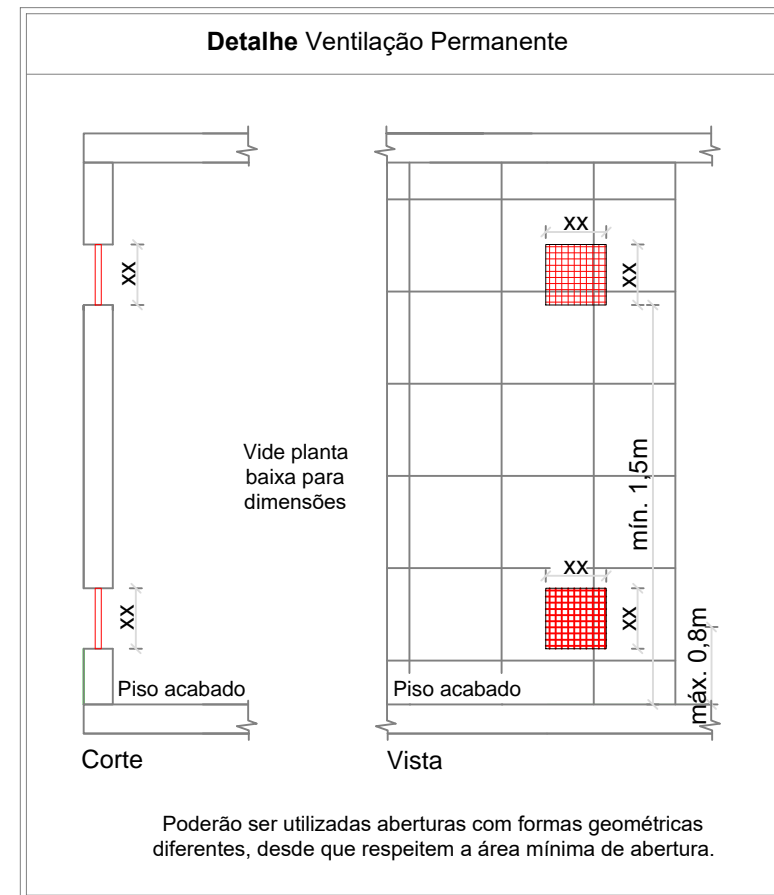 Detalhe Ventilação Permanente
xx
xx
xx
Vide planta
baixa para
dimensões
mín. 1,5m
xx
xx
xx
máx. 0,8m
Piso acabado
Piso acabado
Corte
Vista
Poderão ser utilizadas aberturas com formas geométricas
diferentes, desde que respeitem a área mínima de abertura.